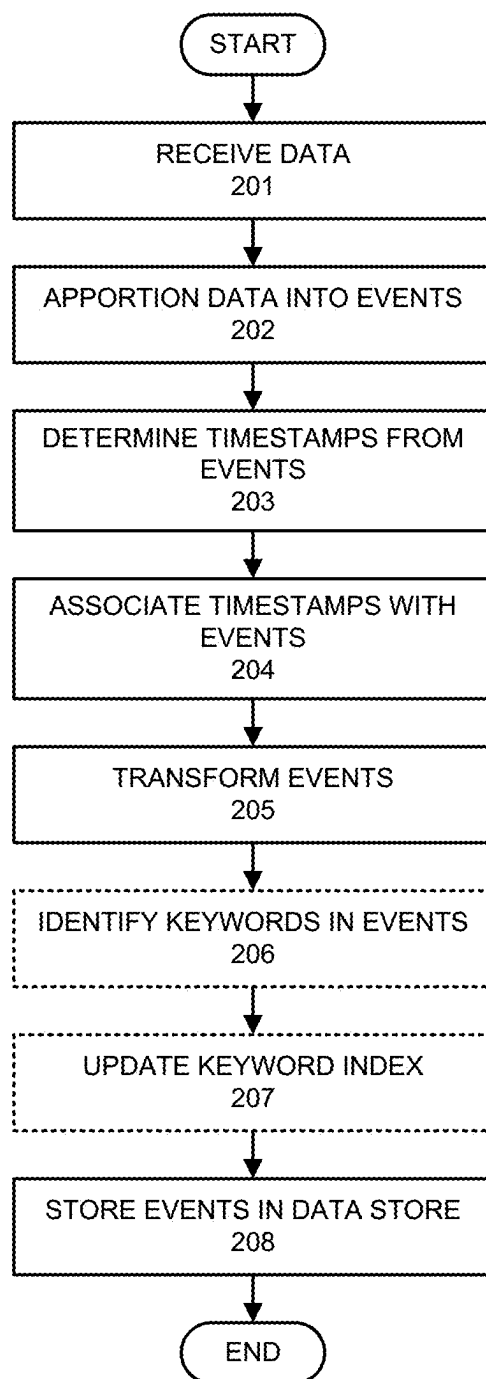 START
RECEIVE DATA
201
APPORTION DATA INTO EVENTS
202
DETERMINE TIMESTAMPS FROM
EVENTS
203
ASSOCIATE TIMESTAMPS WITH
EVENTS
204
TRANSFORM EVENTS
205
IDENTIFY KEYWORDS IN EVENTS
206
UPDATE KEYWORD INDEX
207
STORE EVENTS IN DATA STORE
208
END